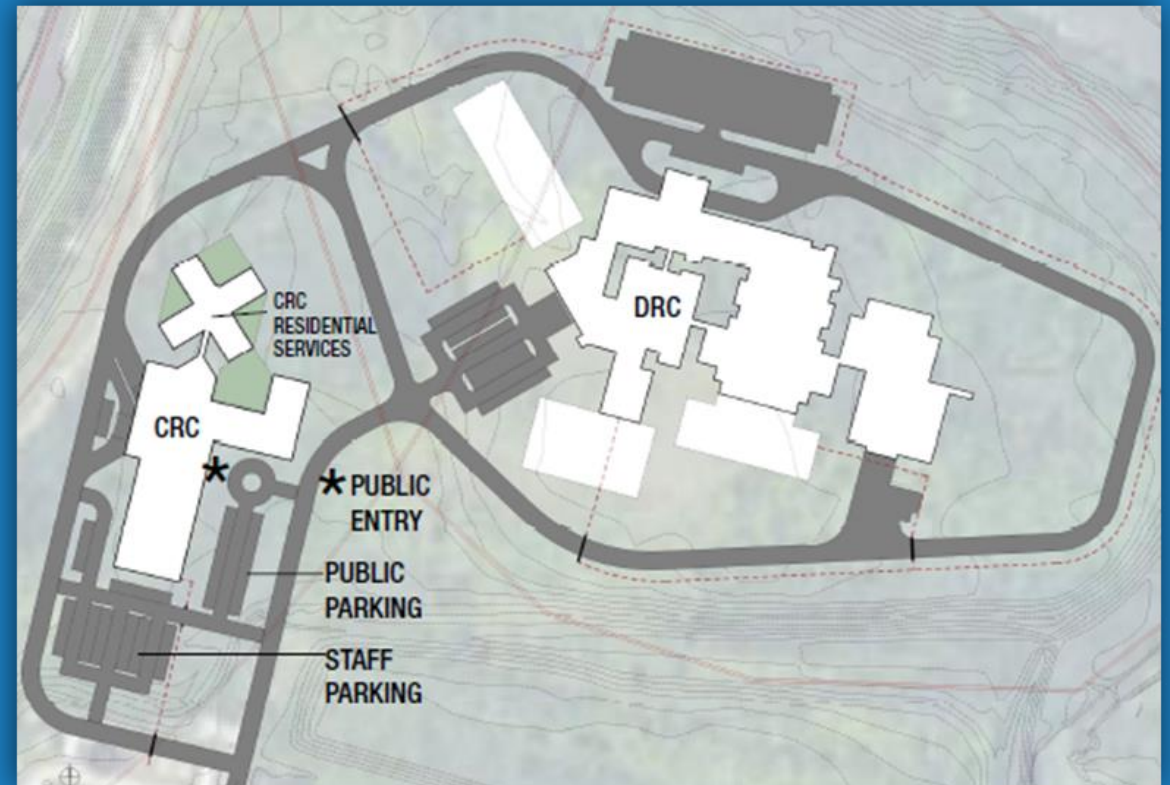 DRC
CRC
RESIDENTIAL
SERVICES
CRC
*
* PUBLIC
ENTRY
PUBLIC
PARKING
STAFF
PARKING